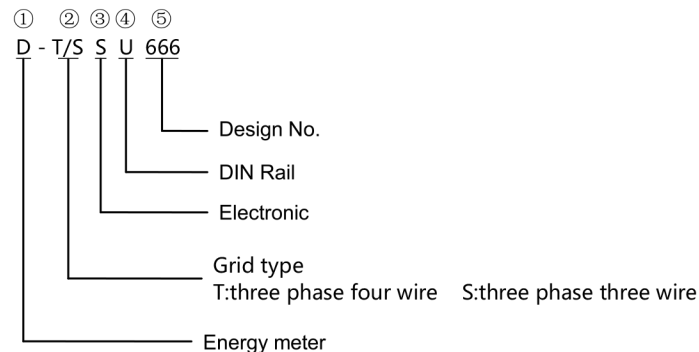 ① ② ③ ④ ⑤
D - T/S S U 666
Design No.
DIN Rail
Electronic
Grid type
T:three phase four wire S:three phase three wire
Energy meter